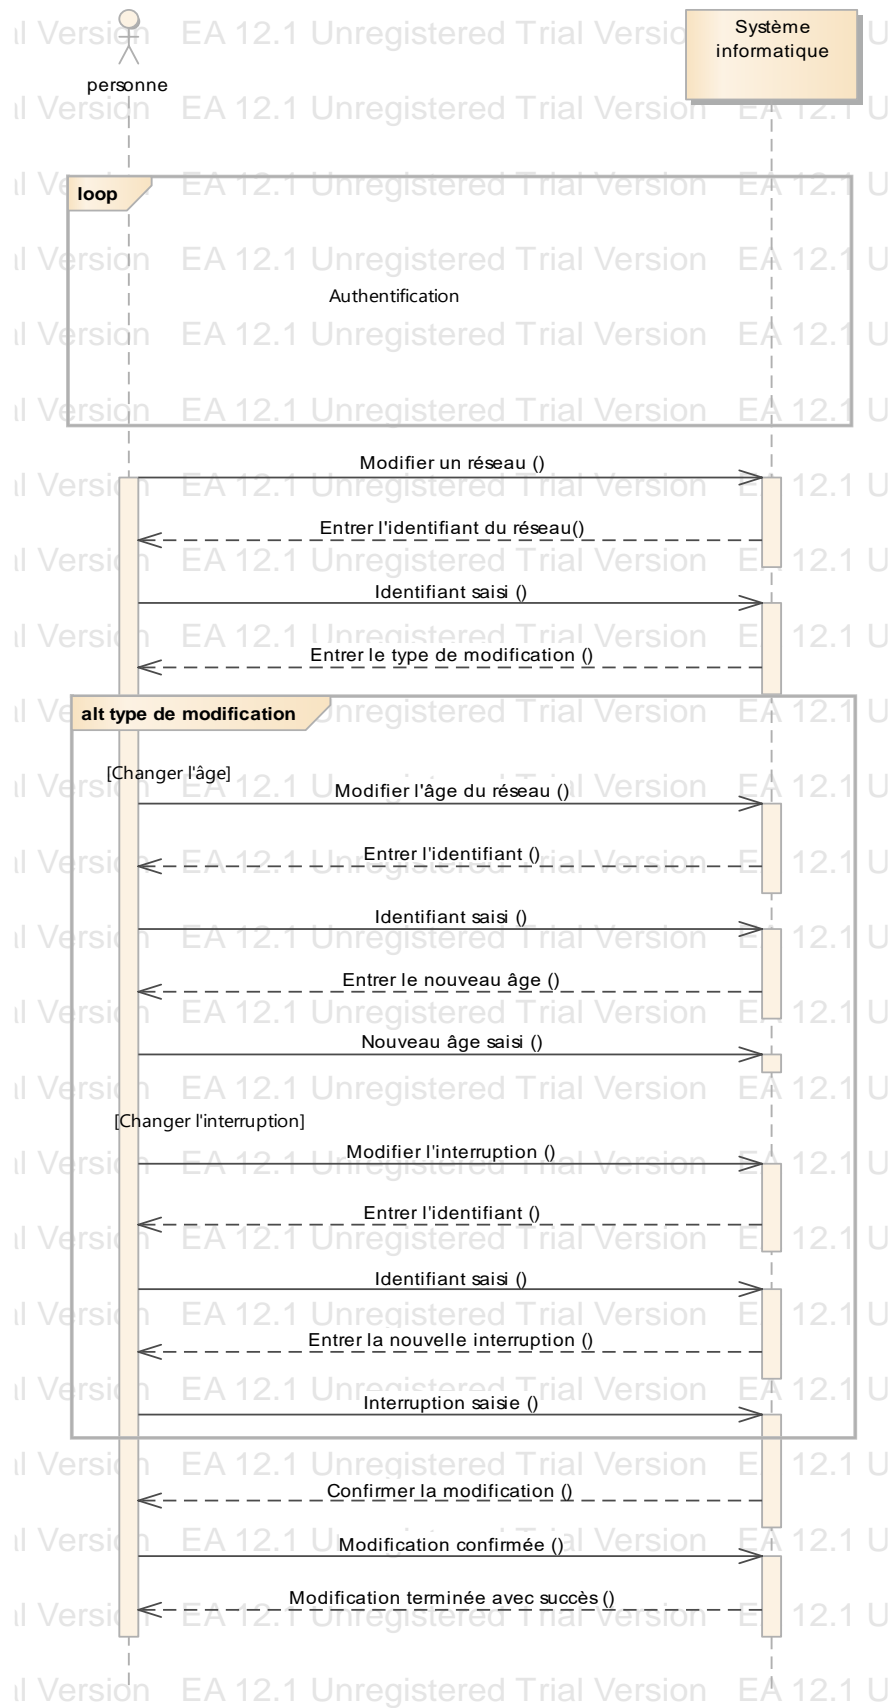 personne
Système
informatique
loop
Authentification
Modifier un réseau ()
Entrer l'identifiant du réseau()
Identifiant saisi ()
Entrer le type de modification ()
alt type de modification
[Changer l'âge]
Modifier l'âge du réseau ()
Entrer l'identifiant ()
Identifiant saisi ()
Entrer le nouveau âge ()
Nouveau âge saisi ()
[Changer l'interruption]
Modifier l'interruption ()
Entrer l'identifiant ()
Identifiant saisi ()
Entrer la nouvelle interruption ()
Interruption saisie ()
Confirmer la modification ()
Modification confirmée ()
Modification terminée avec succès ()
EA 12.1 Unregistered Trial Version